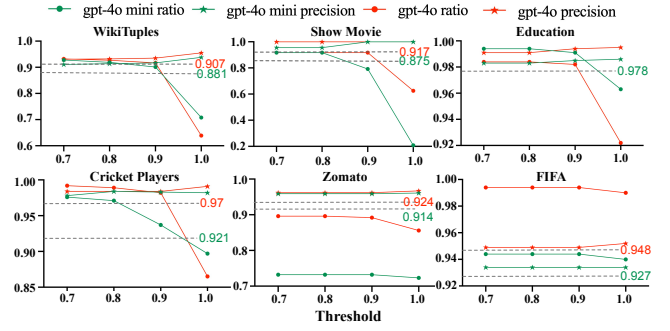 gpt-4o mini ratio gpt-4o mini precision gpt-4o ratio gpt-4o precision
WikiTuples Show Movie Education
1.0 0.9 0.8 0.7 0.6
0.907
0.881
0.7 0.8 0.9 1.0
1.0 0.8 0.6 0.4 0.2
0.917
0.875
0.7 0.8 0.9 1.0
1.00 0.98 0.96 0.94 0.92
0.978
0.7 0.8 0.9 1.0
Cricket Players Zomato FIFA
1.00 0.95 0.90 0.85
0.97
0.921
0.7 0.8 0.9 1.0
1.0 0.9 0.8 0.7
0.924
0.914
0.7 0.8 0.9 1.0
1.00 0.98 0.96 0.94 0.92
0.948
0.927
0.7 0.8 0.9 1.0
Threshold